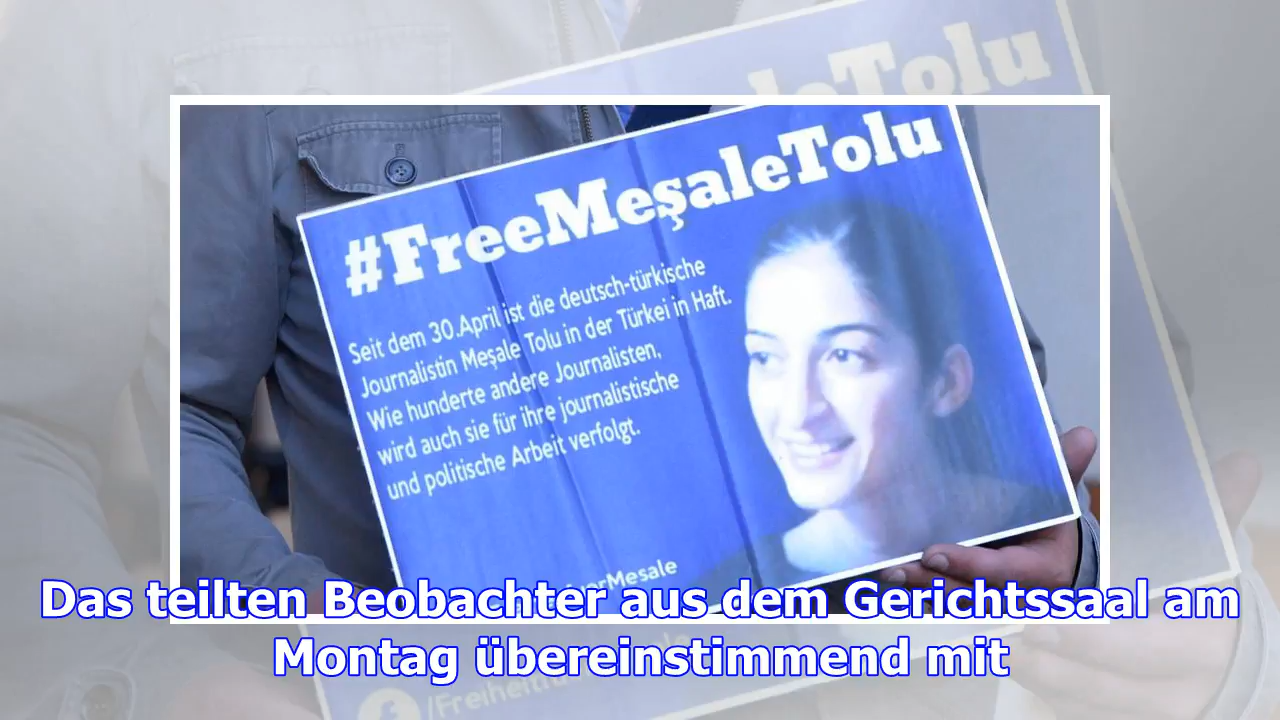 #FreeMeşaleTolu
Seit dem 30.April ist die deutsch-türkische
Journalistin Meşale Tolu in der Türkei in Haft.
Wie hunderte andere Journalisten,
wird auch sie für ihre journalistische
und politische Arbeit verfolgt.
Das teilten Beobachter aus dem Gerichtssaal am
Montag übereinstimmend mit